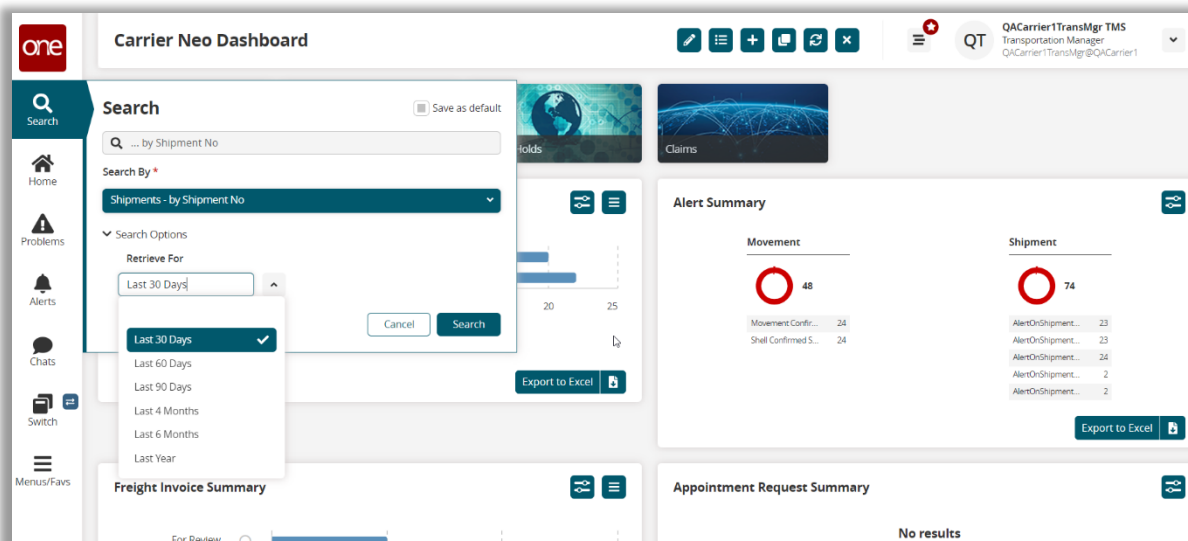 one
Carrier Neo Dashboard
QT
QACarrier1TransMgr TMS
Transportation Manager
QACarrier1TransMgr@QACarrier1
Search
Home
Problems
Alerts
Chats
Switch
Menus/Favs
Search
Save as default
... by Shipment No
Search By *
Shipments - by Shipment No
Search Options
Retrieve For
Last 30 Days
Last 30 Days
Last 60 Days
Last 90 Days
Last 4 Months
Last 6 Months
Last Year
Cancel
Search
Claims
20
25
Export to Excel
Alert Summary
Movement
48
Movement Confir... 24
Shell Confirmed S... 24
Shipment
74
AlertOnShipment... 23
AlertOnShipment... 23
AlertOnShipment... 24
AlertOnShipment... 2
AlertOnShipment... 2
Export to Excel
Freight Invoice Summary
For Review
Appointment Request Summary
No results